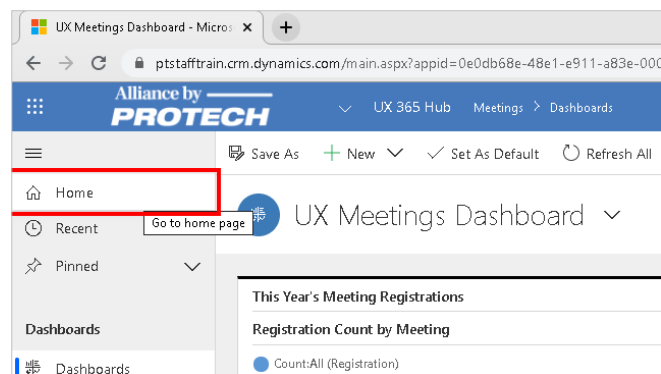 UX Meetings Dashboard - Micros
ptstafftrain.crm.dynamics.com/main.aspx?appid=0e0db68e-48e1-e911-a83e-000
Alliance by
PROTECH
UX 365 Hub Meetings > Dashboards
Save As New Set As Default Refresh All
Home
Recent
Go to home page
UX Meetings Dashboard
Pinned
This Year's Meeting Registrations
Dashboards
Registration Count by Meeting
Dashboards
Count:All (Registration)